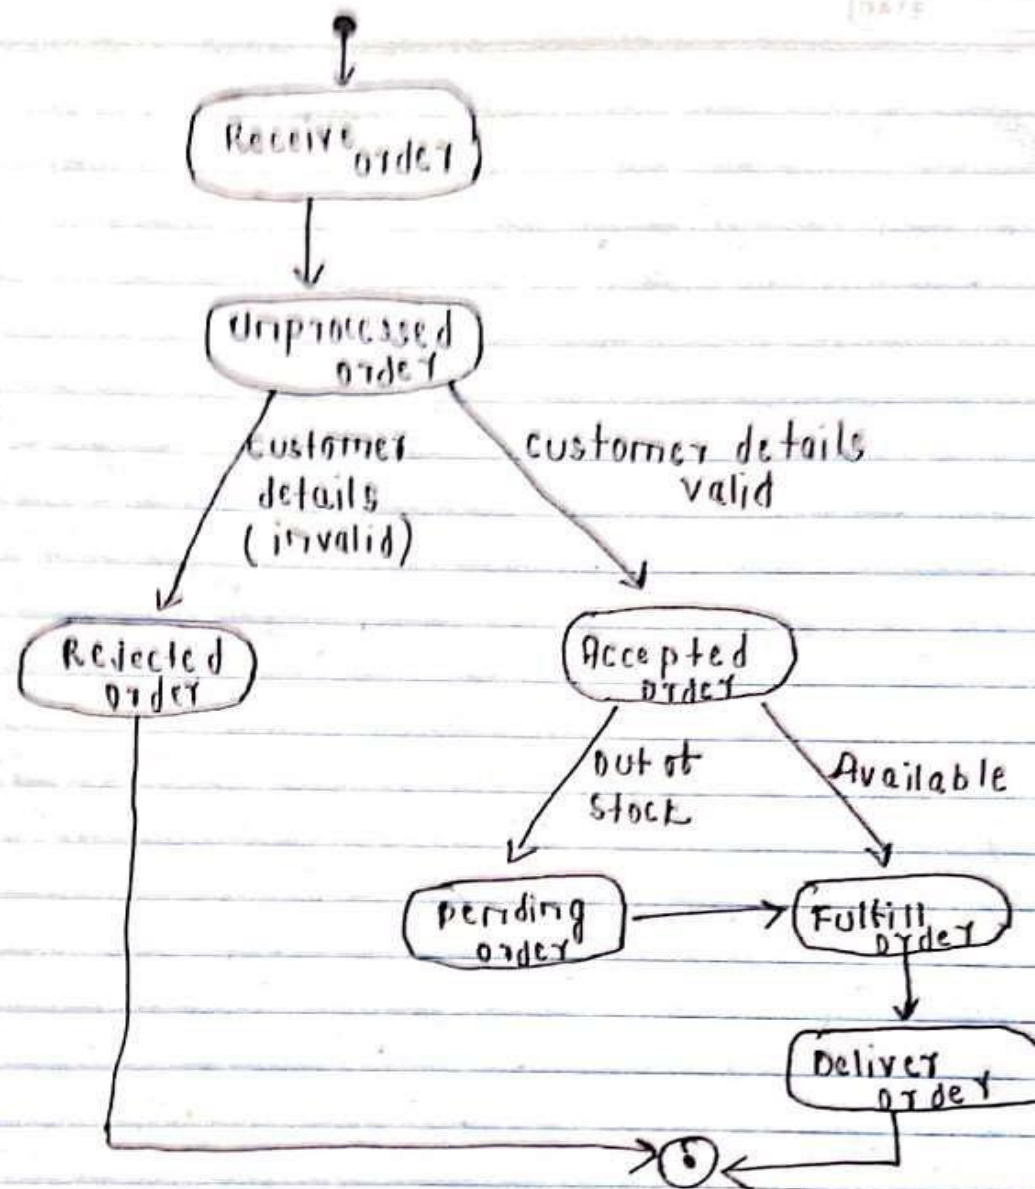 Receive
order
Unprocessed
order
customer
details
(invalid)
customer details
valid
Rejected
order
Accepted
order
out of
stock
Available
pending
order
Fulfill
order
Deliver
order